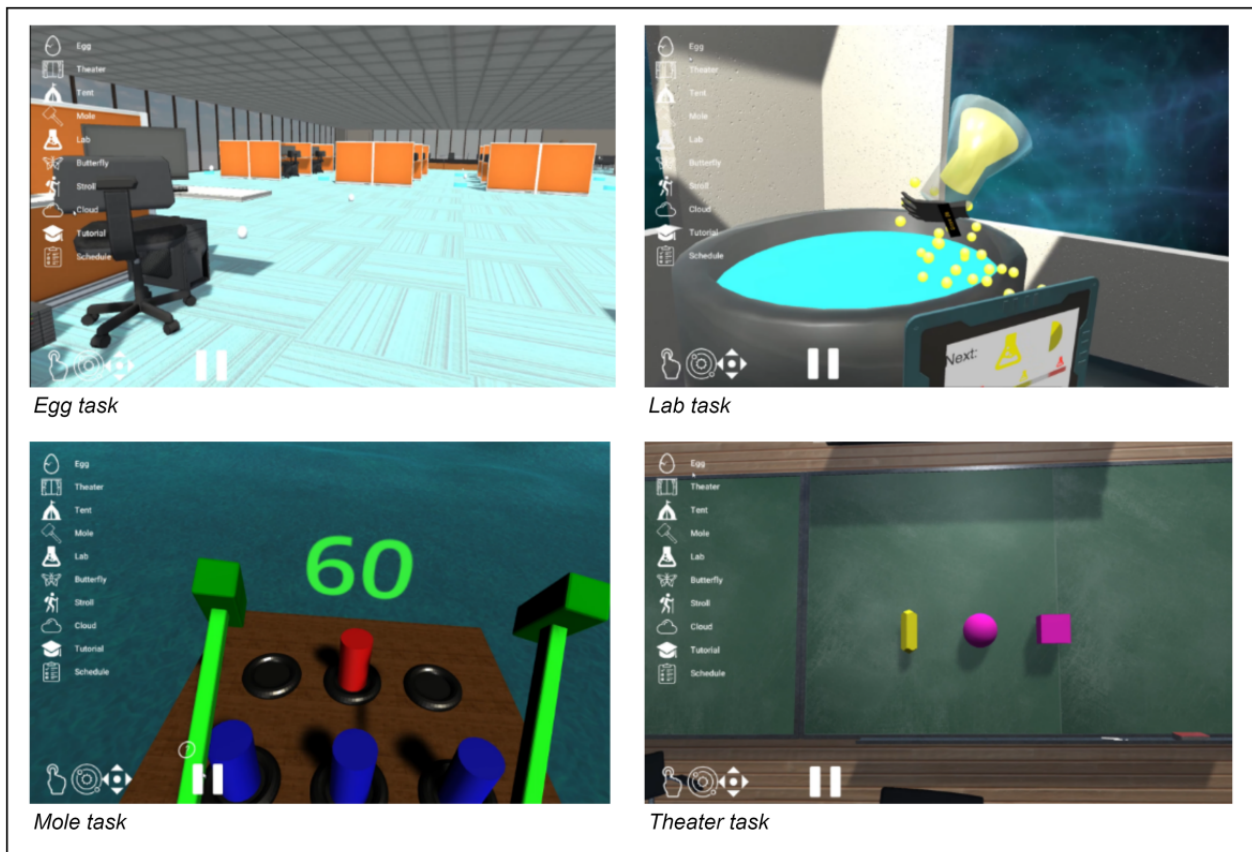 Egg
Theater
Tent
Mole
Lab
Butterfly
Stroll
Cloud
Tutorial
Schedule
Egg task
Egg
Theater
Tent
Mole
Lab
Butterfly
Stroll
Cloud
Tutorial
Schedule
Next:
Lab task
Egg
Theater
Tent
Mole
Lab
Butterfly
Stroll
Cloud
Tutorial
Schedule
60
Mole task
Egg
Theater
Tent
Mole
Lab
Butterfly
Stroll
Cloud
Tutorial
Schedule
Theater task